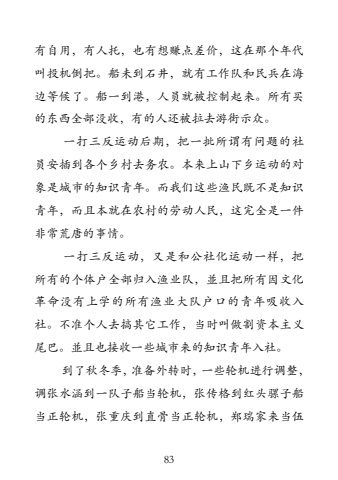 有自用，有人托，也有想赚点差价，这在那个年代
叫投机倒把。船未到石井，就有工作队和民兵在海
边等候了。船一到港，人员就被控制起来。所有买
的东西全部没收，有的人还被拉去游街示众。
一打三反运动后期，把一批所谓有问题的社
员安插到各个乡村去务农。本来上山下乡运动的对
象是城市的知识青年。而我们这些渔民既不是知识
青年，而且本就在农村的劳动人民，这完全是一件
非常荒唐的事情。
一打三反运动，又是和公社化运动一样，把
所有的个体户全部归入渔业队，并且把所有因文化
革命没有上学的所有渔业大队户口的青年吸收入
社。不准个人去搞其它工作，当时叫做割资本主义
尾巴。并且也接收一些城市来的知识青年入社。
到了秋冬季，准备外转时，一些轮机进行调整，
调张水涵到一队子船当轮机，张传格到红头骡子船
当正轮机，张重庆到直骨当正轮机，郑瑞家来当伍
83